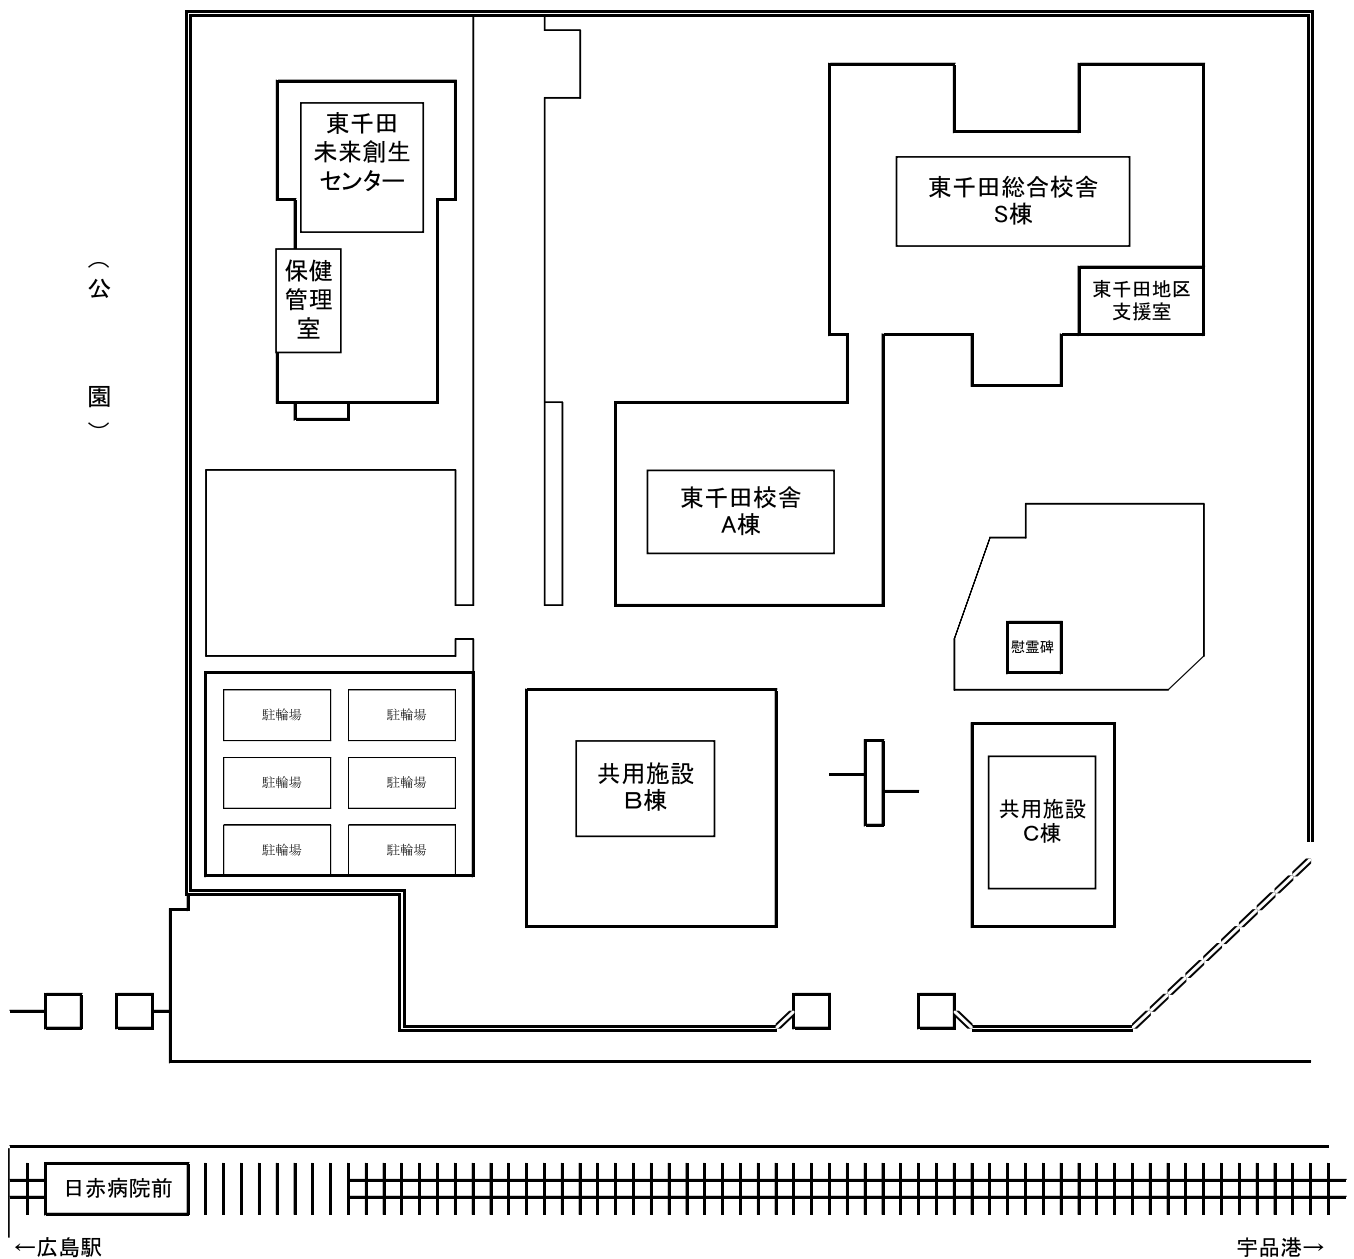 東千田
未来創生
センター
東千田総合校舎
S棟
(公
園)
保健
管理
室
東千田地区
支援室
東千田校舎
A棟
慰霊碑
駐輪場
駐輪場
駐輪場
駐輪場
駐輪場
駐輪場
共用施設
B棟
共用施設
C棟
日赤病院前
←広島駅
宇品港→